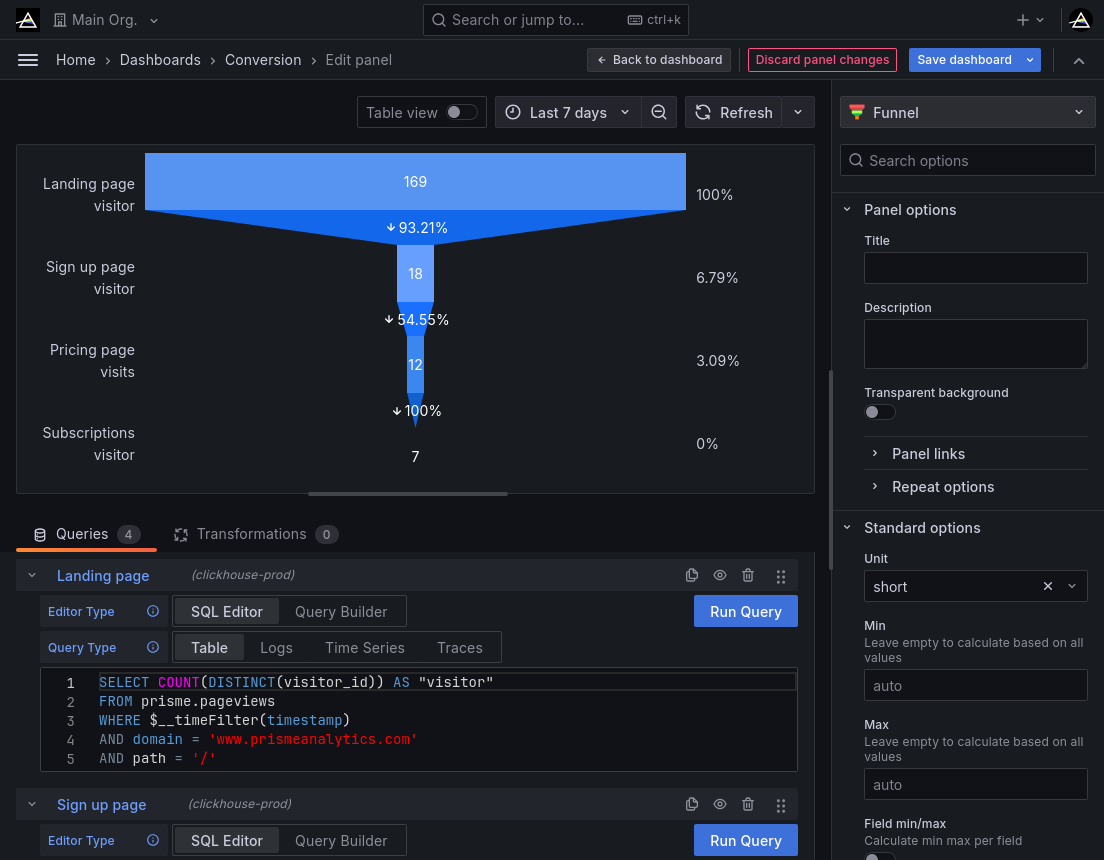 Main Org.
Search or jump to... ctrl+k
Home › Dashboards › Conversion › Edit panel
Back to dashboard
Discard panel changes
Save dashboard
Table view
Last 7 days
Refresh
Landing page
visitor
169
100%
93.21%
Sign up page
visitor
18
6.79%
54.55%
Pricing page
visits
12
3.09%
100%
Subscriptions
visitor
7
0%
Queries 4
Transformations 0
Landing page (clickhouse-prod)
Editor Type SQL Editor Query Builder Run Query
Query Type Table Logs Time Series Traces
1 SELECT COUNT(DISTINCT(visitor_id)) AS "visitor"
2 FROM prisme.pageviews
3 WHERE $__timeFilter(timestamp)
4 AND domain = 'www.prismeanalytics.com'
5 AND path = '/'
Sign up page (clickhouse-prod)
Editor Type SQL Editor Query Builder Run Query
Funnel
Search options
Panel options
Title
Description
Transparent background
Panel links
Repeat options
Standard options
Unit
short
Min
Leave empty to calculate based on all
values
auto
Max
Leave empty to calculate based on all
values
auto
Field min/max
Calculate min max per field